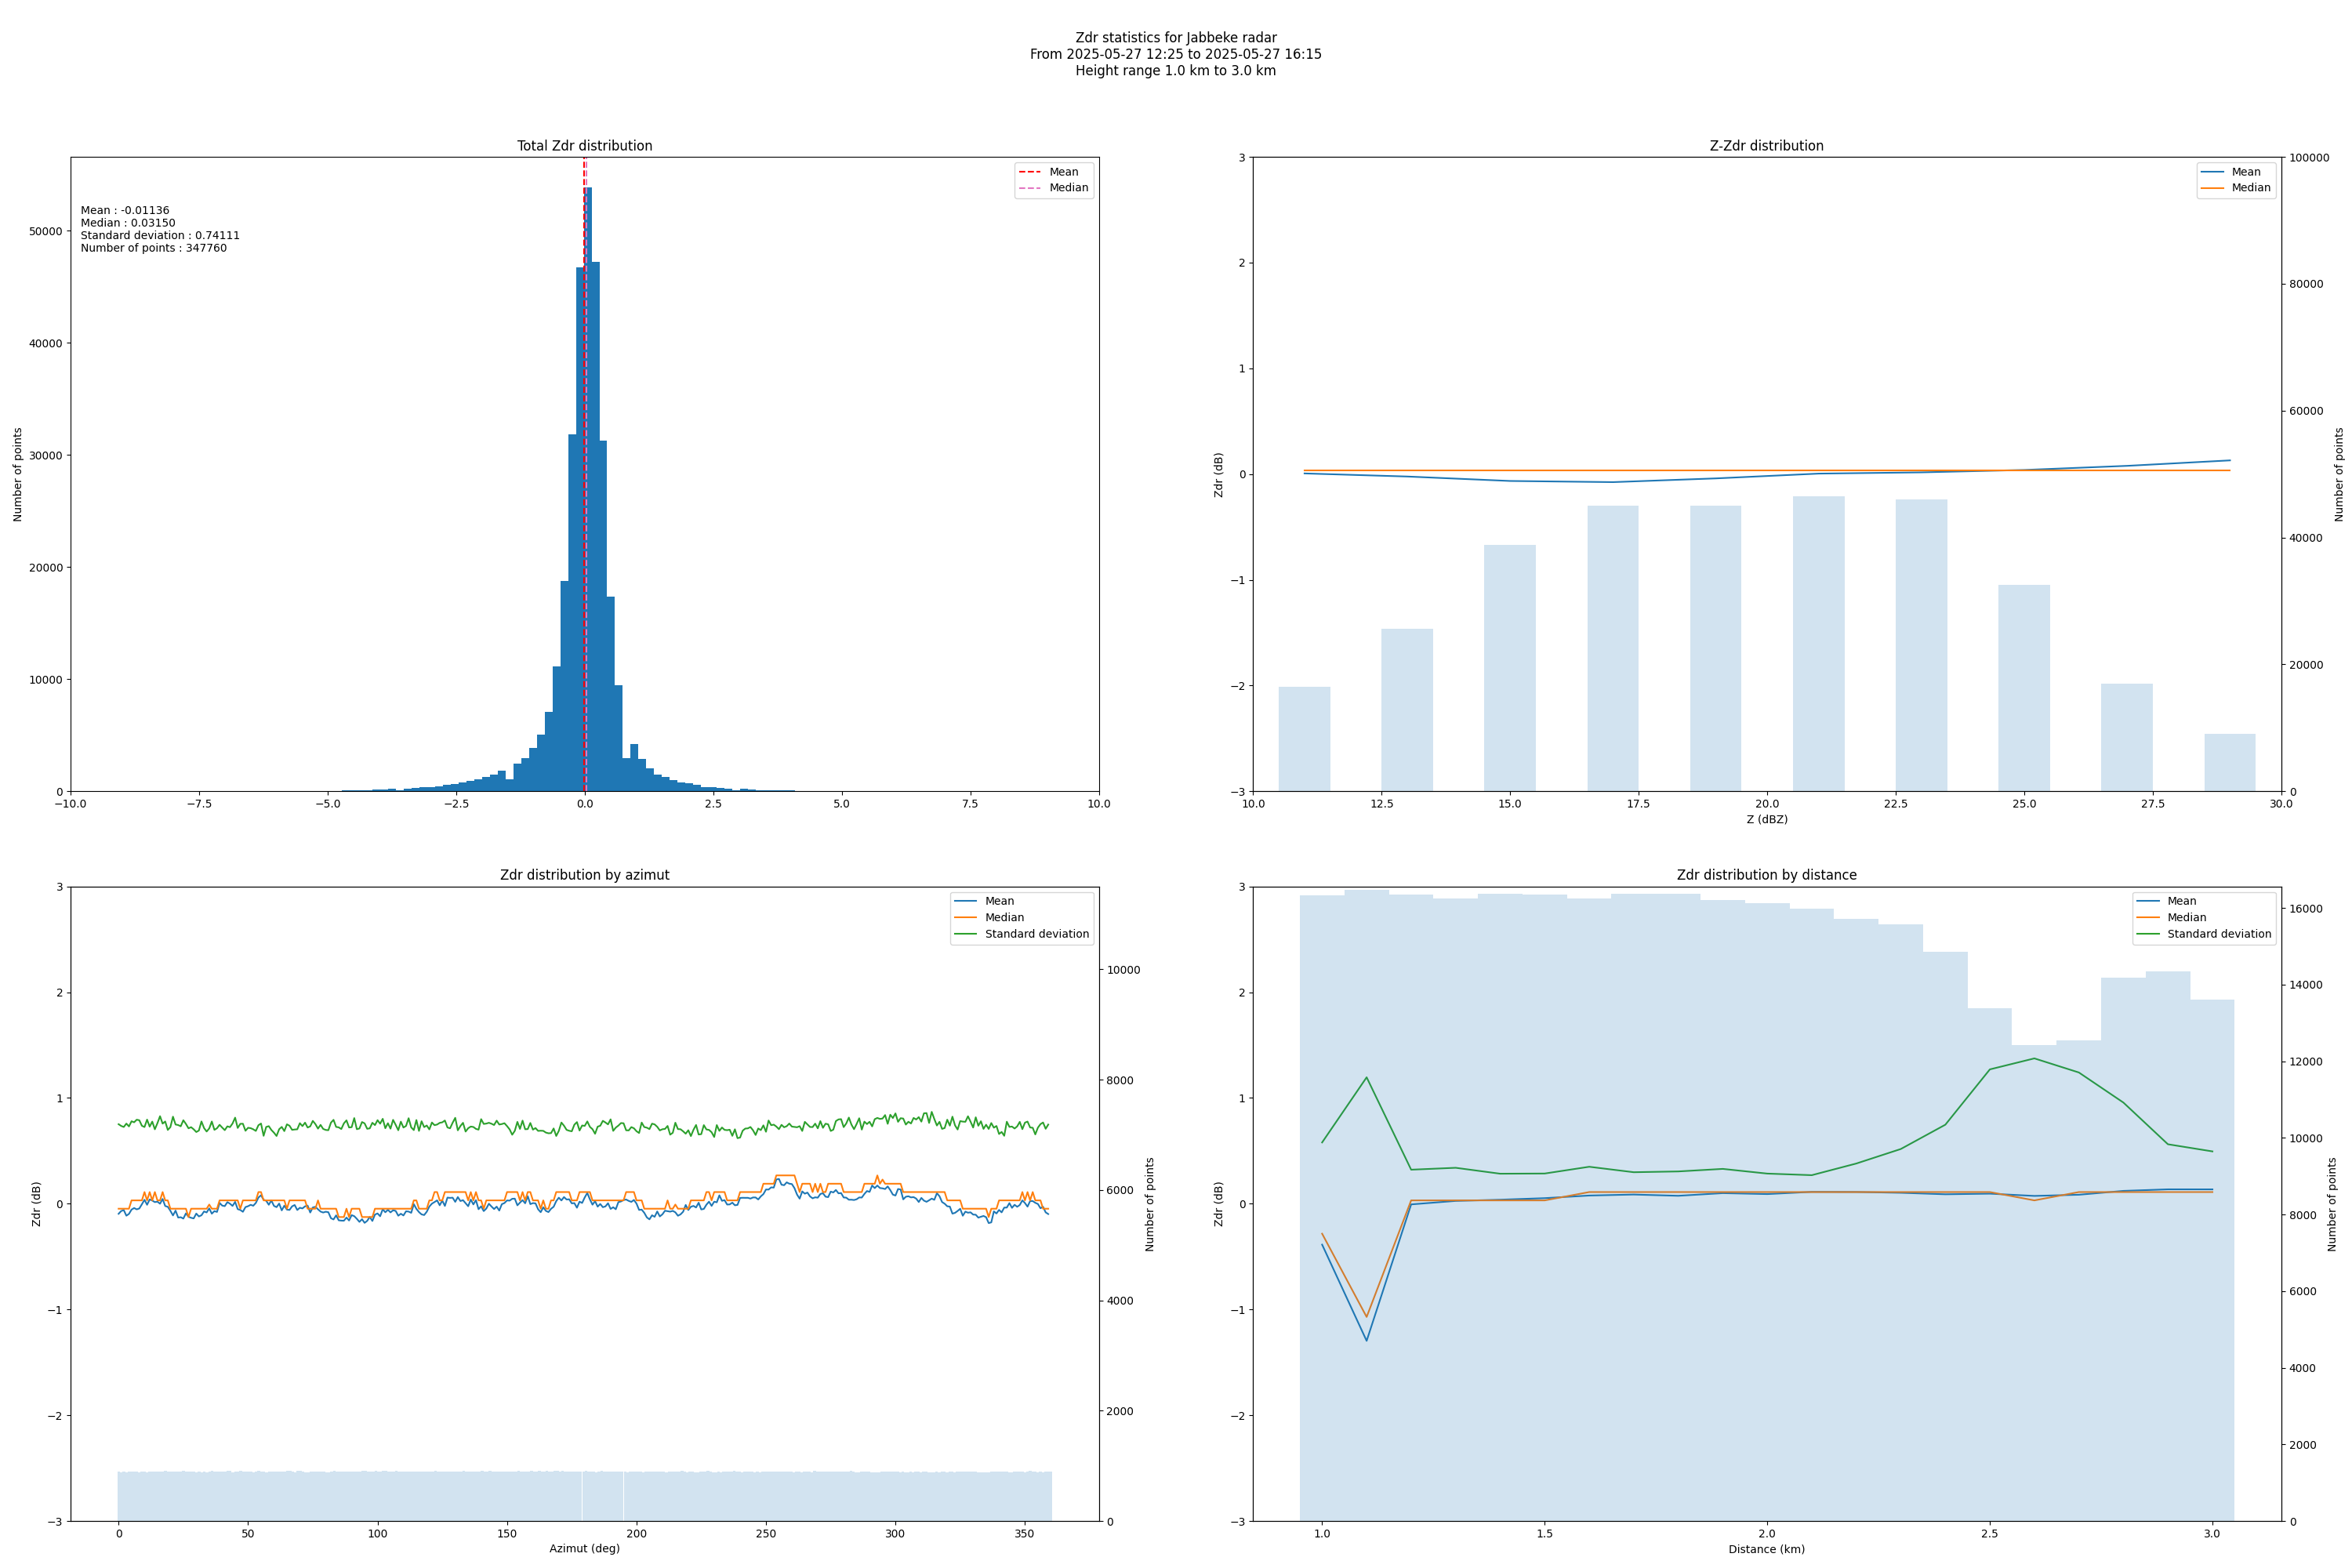 Zdr statistics for Jabbeke radar
From 2025-05-27 12:25 to 2025-05-27 16:15
Height range 1.0 km to 3.0 km
Total Zdr distribution
Mean
Median
Mean : -0.01136
Median : 0.03150
Standard deviation : 0.74111
Number of points : 347760
Number of points
50000
40000
30000
20000
10000
0
−10.0 −7.5 −5.0 −2.5 0.0 2.5 5.0 7.5 10.0
Z-Zdr distribution
Mean
Median
Zdr (dB)
3
2
1
0
−1
−2
−3
100000
80000
60000
40000
20000
0
Number of points
10.0 12.5 15.0 17.5 20.0 22.5 25.0 27.5 30.0
Z (dBZ)
Zdr distribution by azimut
Mean
Median
Standard deviation
Zdr (dB)
3
2
1
0
−1
−2
−3
10000
8000
6000
4000
2000
0
Number of points
0 50 100 150 200 250 300 350
Azimut (deg)
Zdr distribution by distance
Mean
Median
Standard deviation
Zdr (dB)
3
2
1
0
−1
−2
−3
16000
14000
12000
10000
8000
6000
4000
2000
0
Number of points
1.0 1.5 2.0 2.5 3.0
Distance (km)